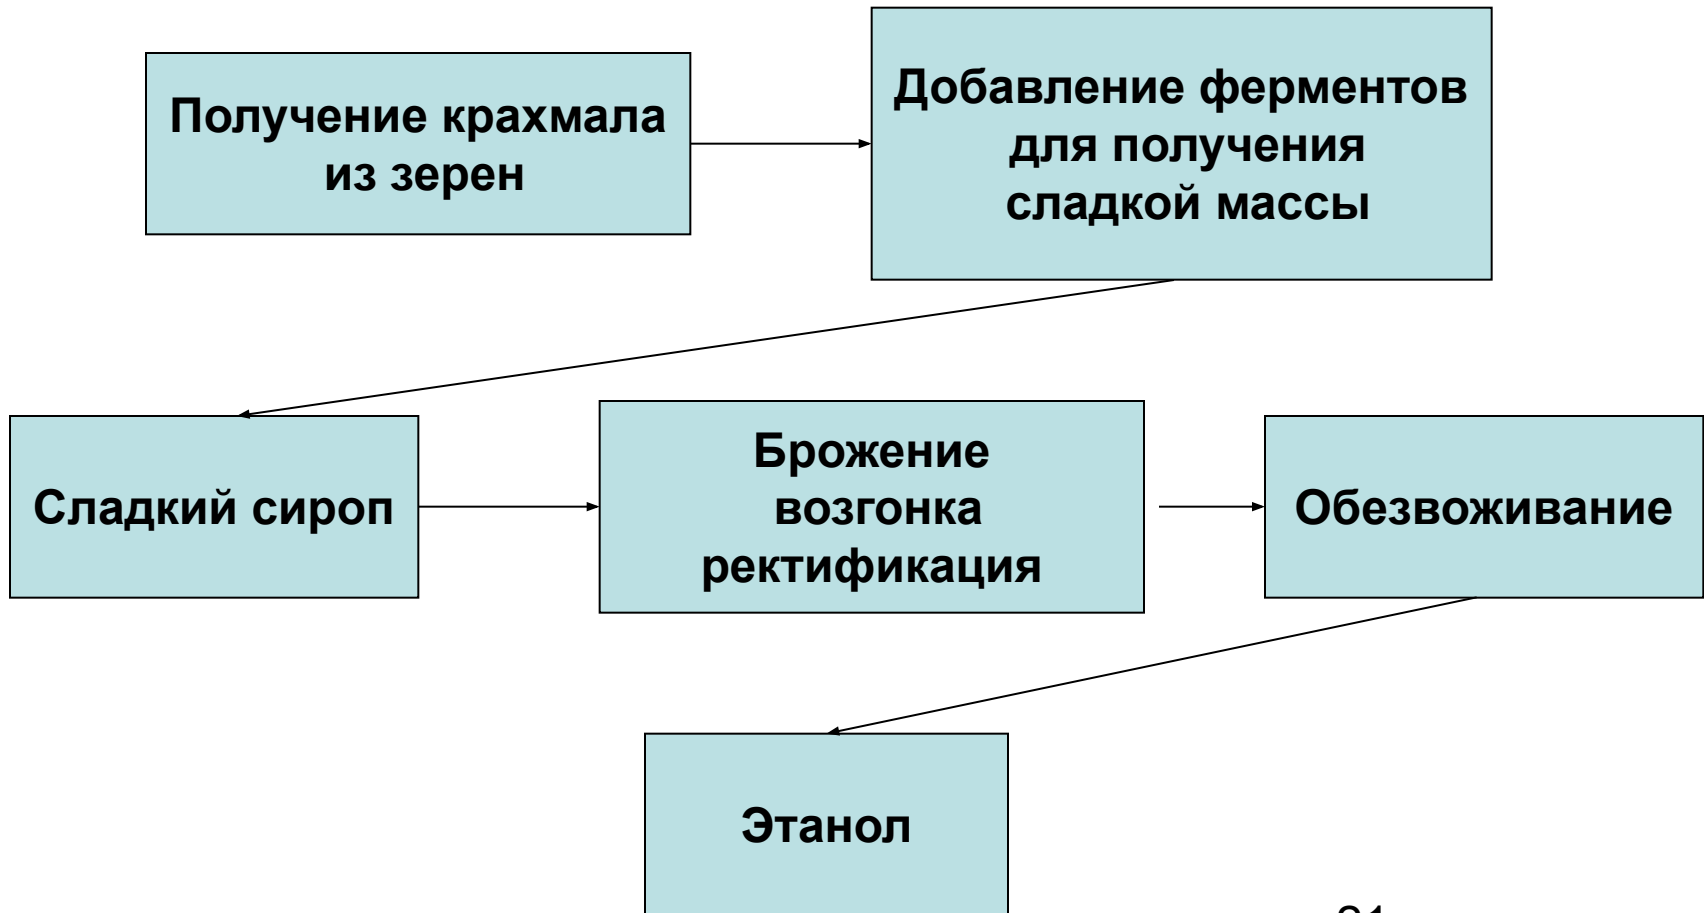 Получение крахмала
из зерен
Добавление ферментов
для получения
сладкой массы
Сладкий сироп
Брожение
возгонка
ректификация
Обезвоживание
Этанол